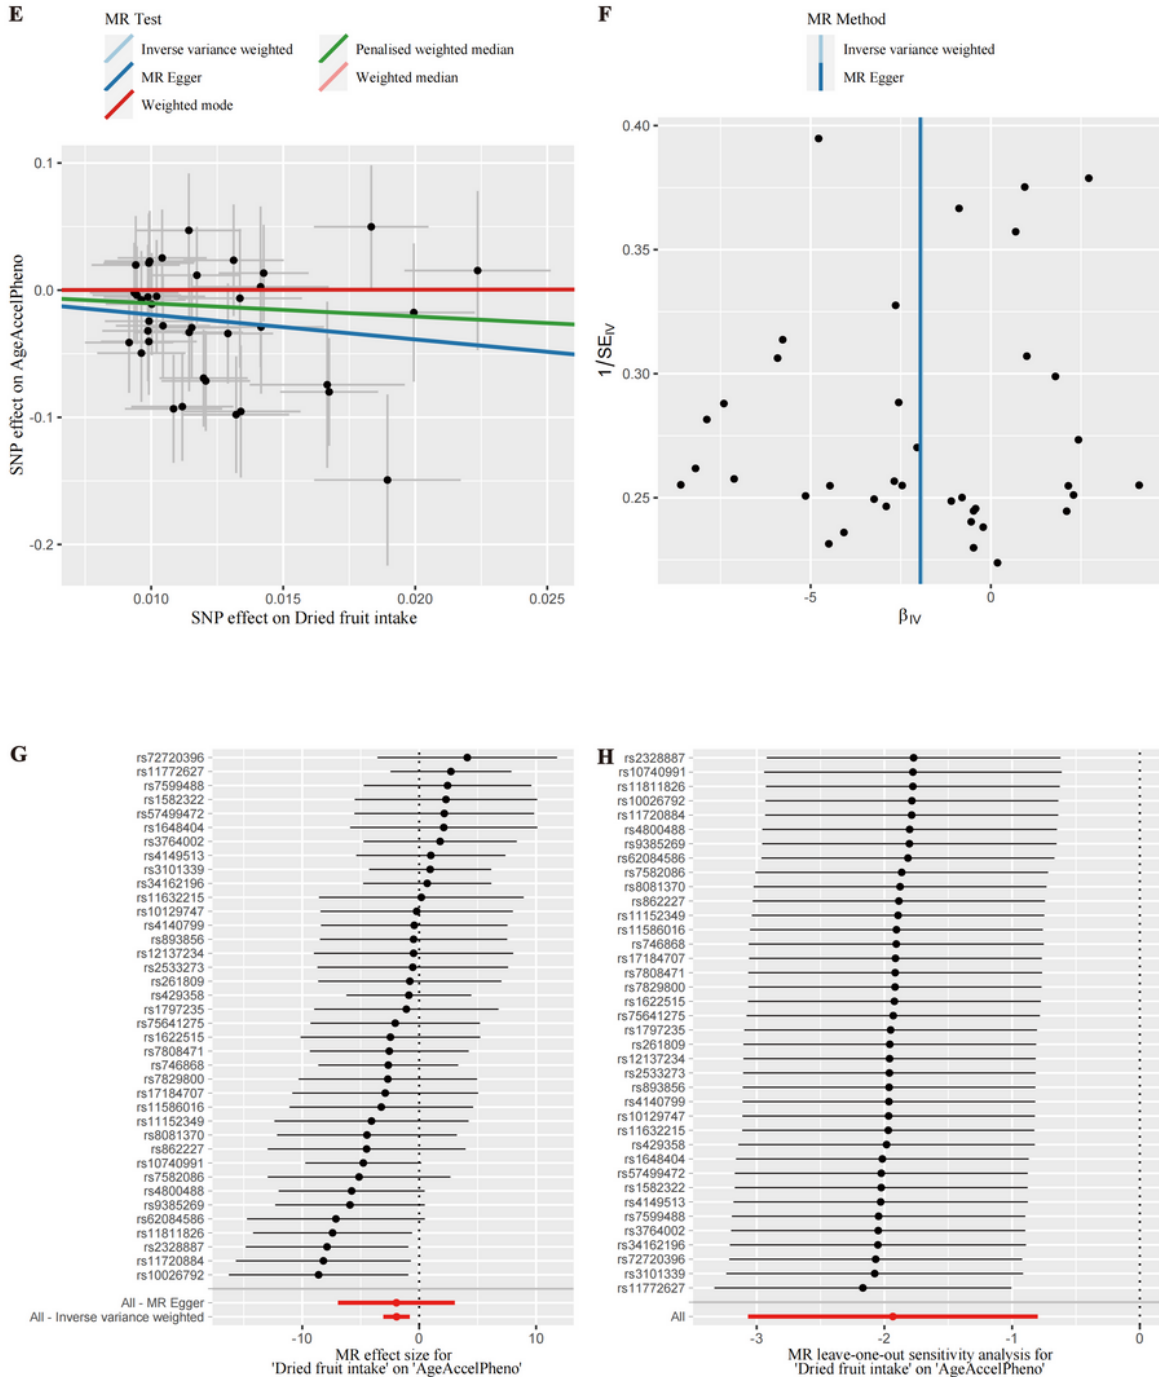 E
MR Test
Inverse variance weighted
Penalised weighted median
MR Egger
Weighted median
Weighted mode
0.1
0.0
-0.1
-0.2
SNP effect on AgeAccelPheno
0.010
0.015
0.020
0.025
SNP effect on Dried fruit intake
F
MR Method
Inverse variance weighted
MR Egger
0.40
0.35
0.30
0.25
1/SEIV
-5
0
βIV
G
rs72720396
rs11772627
rs7599488
rs1582322
rs57499472
rs1648404
rs3764002
rs4149513
rs3101339
rs34162196
rs11632215
rs10129747
rs4140799
rs893856
rs12137234
rs2533273
rs261809
rs429358
rs1797235
rs75641275
rs1622515
rs7808471
rs746868
rs7829800
rs17184707
rs11586016
rs11152349
rs8081370
rs862227
rs10740991
rs7582086
rs4800488
rs9385269
rs62084586
rs11811826
rs2328887
rs11720884
rs10026792
All - MR Egger
All - Inverse variance weighted
-10
0
10
MR effect size for
'Dried fruit intake' on 'AgeAccelPheno'
H
rs2328887
rs10740991
rs11811826
rs10026792
rs11720884
rs4800488
rs9385269
rs62084586
rs7582086
rs8081370
rs862227
rs11152349
rs11586016
rs746868
rs17184707
rs7808471
rs7829800
rs1622515
rs75641275
rs1797235
rs261809
rs12137234
rs2533273
rs893856
rs4140799
rs10129747
rs11632215
rs429358
rs1648404
rs57499472
rs1582322
rs4149513
rs7599488
rs3764002
rs34162196
rs72720396
rs3101339
rs11772627
All
-3
-2
-1
0
MR leave-one-out sensitivity analysis for
'Dried fruit intake' on 'AgeAccelPheno'